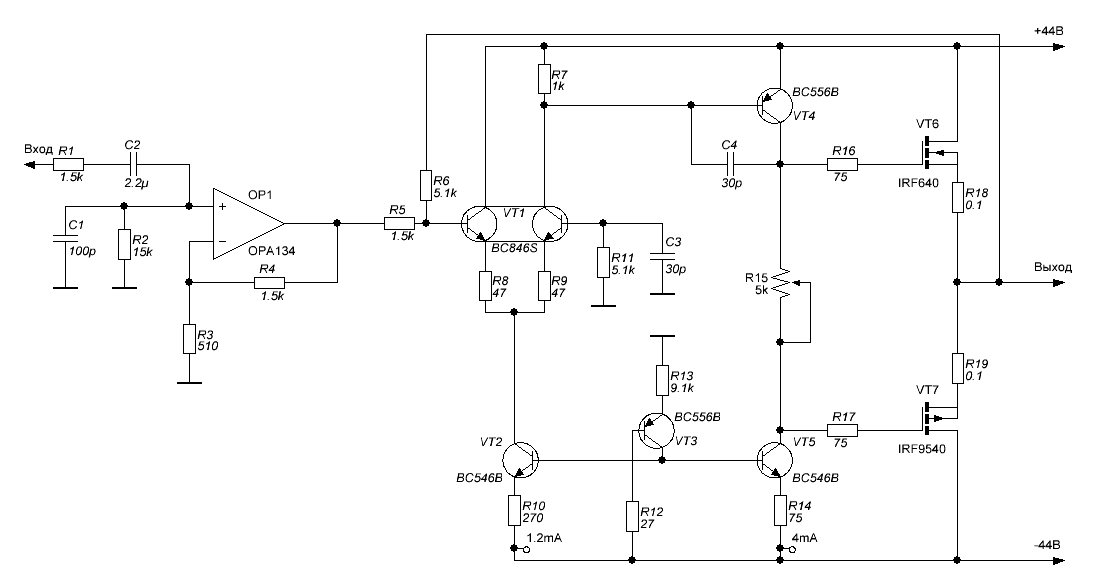 +44В
R7
1k
BC556B
VT4
VT6
Вход
R1
1.5k
C2
2.2µ
C4
30p
R16
75
IRF640
R6
5.1k
OP1
R18
0.1
C1
100p
R2
15k
OPA134
R5
1.5k
VT1
BC846S
R11
5.1k
C3
30p
R4
1.5k
R8
47
R9
47
R15
5k
Выход
R3
510
R13
9.1k
R19
0.1
VT7
BC556B
VT3
R17
75
VT2
BC546B
VT5
BC546B
IRF9540
R10
270
R12
27
R14
75
1.2mA
4mA
-44В